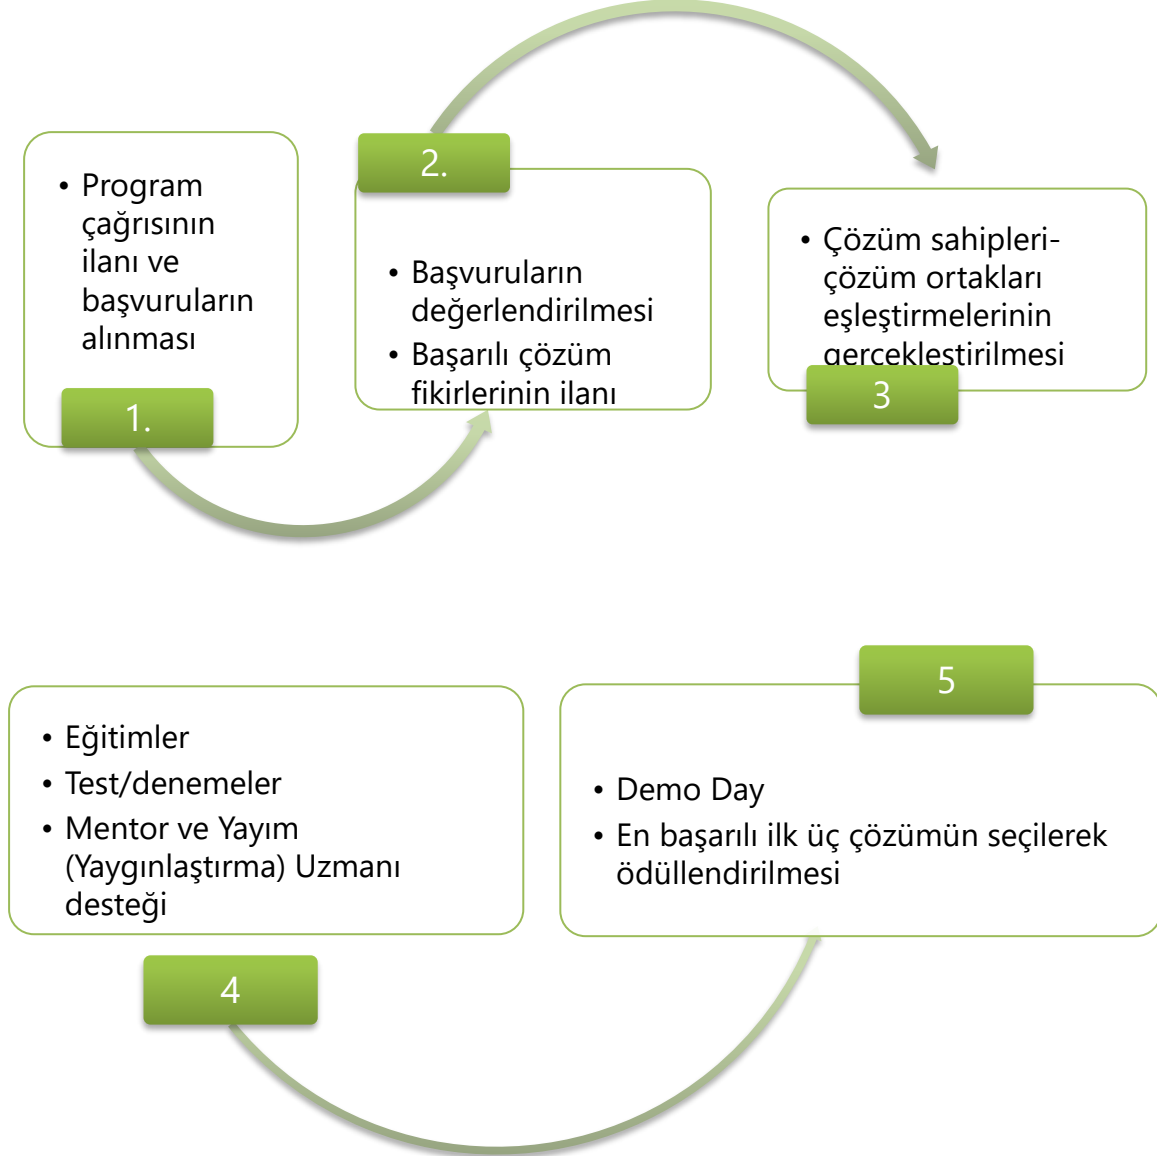 • Program
çağrısının
ilanı ve
başvuruların
alınması
1.
2.
• Başvuruların
değerlendirilmesi
• Başarılı çözüm
fikirlerinin ilanı
• Çözüm sahipleri-
çözüm ortakları
eşleştirmelerinin
gerçekleştirilmesi
3
• Eğitimler
• Test/denemeler
• Mentor ve Yayım
(Yaygınlaştırma) Uzmanı
desteği
4
5
• Demo Day
• En başarılı ilk üç çözümün seçilerek
ödüllendirilmesi